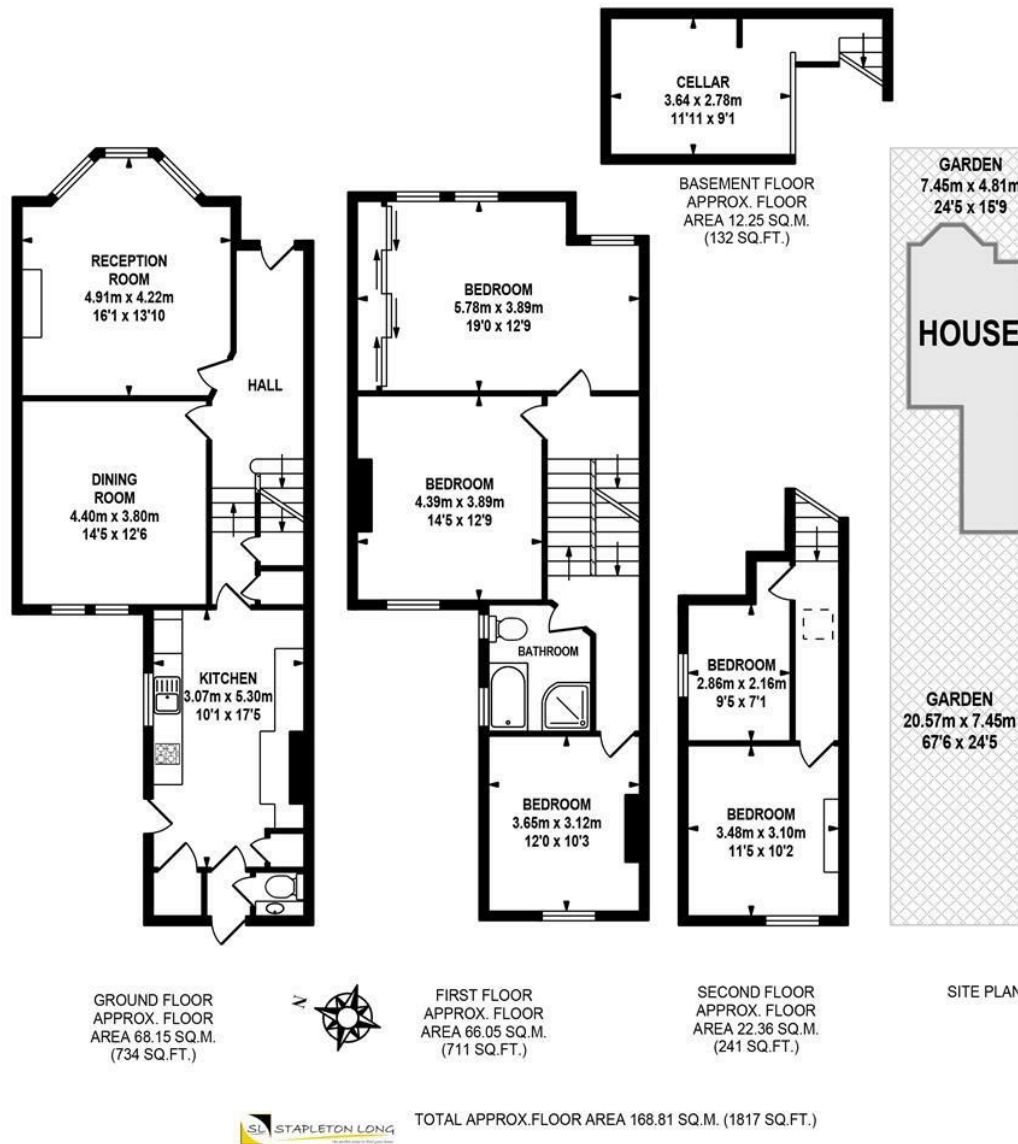 CELLAR
3.64 x 2.78m
11'11 x 9'1
BASEMENT FLOOR
APPROX. FLOOR
AREA 12.25 SQ.M.
(132 SQ.FT.)
GARDEN
7.45m x 4.81m
24'5 x 15'9
HOUSE
RECEPTION
ROOM
4.91m x 4.22m
16'1 x 13'10
HALL
DINING
ROOM
4.40m x 3.80m
14'5 x 12'6
KITCHEN
3.07m x 5.30m
10'1 x 17'5
BEDROOM
5.78m x 3.89m
19'0 x 12'9
BEDROOM
4.39m x 3.89m
14'5 x 12'9
BATHROOM
BEDROOM
3.65m x 3.12m
12'0 x 10'3
BEDROOM
2.86m x 2.16m
9'5 x 7'1
BEDROOM
3.48m x 3.10m
11'5 x 10'2
GARDEN
20.57m x 7.45m
67'6 x 24'5
GROUND FLOOR
APPROX. FLOOR
AREA 68.15 SQ.M.
(734 SQ.FT.)
N
FIRST FLOOR
APPROX. FLOOR
AREA 66.05 SQ.M.
(711 SQ.FT.)
SECOND FLOOR
APPROX. FLOOR
AREA 22.36 SQ.M.
(241 SQ.FT.)
SITE PLAN
SL STAPLETON LONG
TOTAL APPROX.FLOOR AREA 168.81 SQ.M. (1817 SQ.FT.)